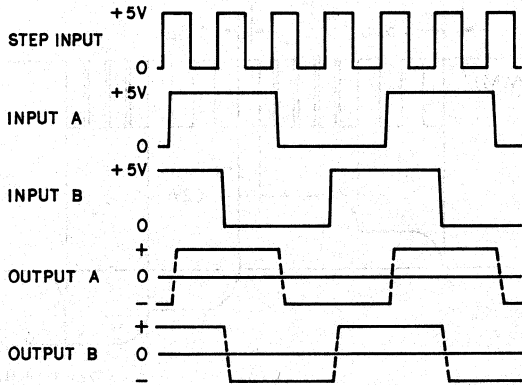 +5V
STEP INPUT
0
+5V
INPUT A
0
+5V
INPUT B
0
+
OUTPUT A 0
−
+
OUTPUT B 0
−